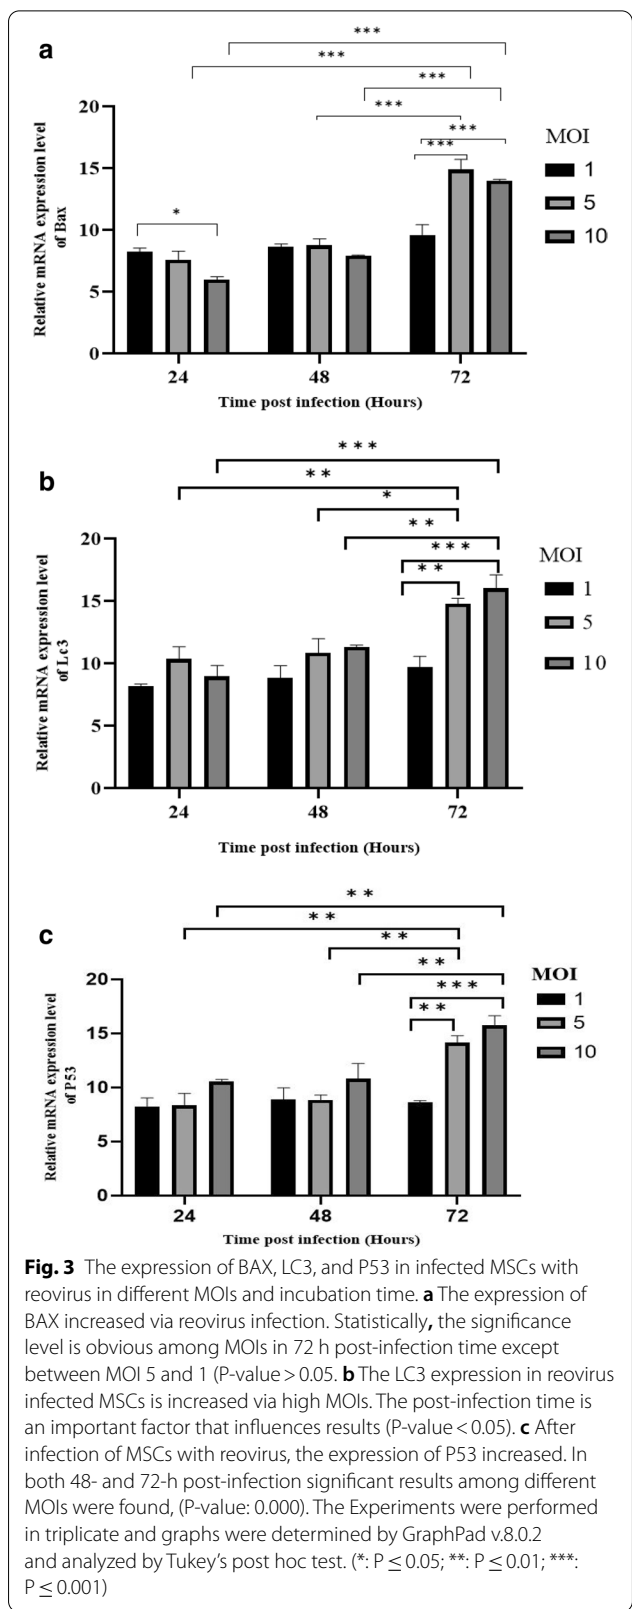 a
***
***
***
***
***
***
*
Relative mRNA expression level
of Bax
20
15
10
5
0
24
48
72
Time post infection (Hours)
MOI
1
5
10
b
***
**
*
**
***
**
Relative mRNA expression level
of Lc3
20
15
10
5
0
24
48
72
Time post infection (Hours)
MOI
1
5
10
c
**
**
**
**
***
**
Relative mRNA expression level
of P53
20
15
10
5
0
24
48
72
Time post infection (Hours)
MOI
1
5
10
Fig. 3 The expression of BAX, LC3, and P53 in infected MSCs with
reovirus in different MOIs and incubation time. a The expression of
BAX increased via reovirus infection. Statistically, the significance
level is obvious among MOIs in 72 h post-infection time except
between MOI 5 and 1 (P-value > 0.05. b The LC3 expression in reovirus
infected MSCs is increased via high MOIs. The post-infection time is
an important factor that influences results (P-value < 0.05). c After
infection of MSCs with reovirus, the expression of P53 increased. In
both 48- and 72-h post-infection significant results among different
MOIs were found, (P-value: 0.000). The Experiments were performed
in triplicate and graphs were determined by GraphPad v.8.0.2
and analyzed by Tukey's post hoc test. (*: P ≤ 0.05; **: P ≤ 0.01; ***:
P ≤ 0.001)